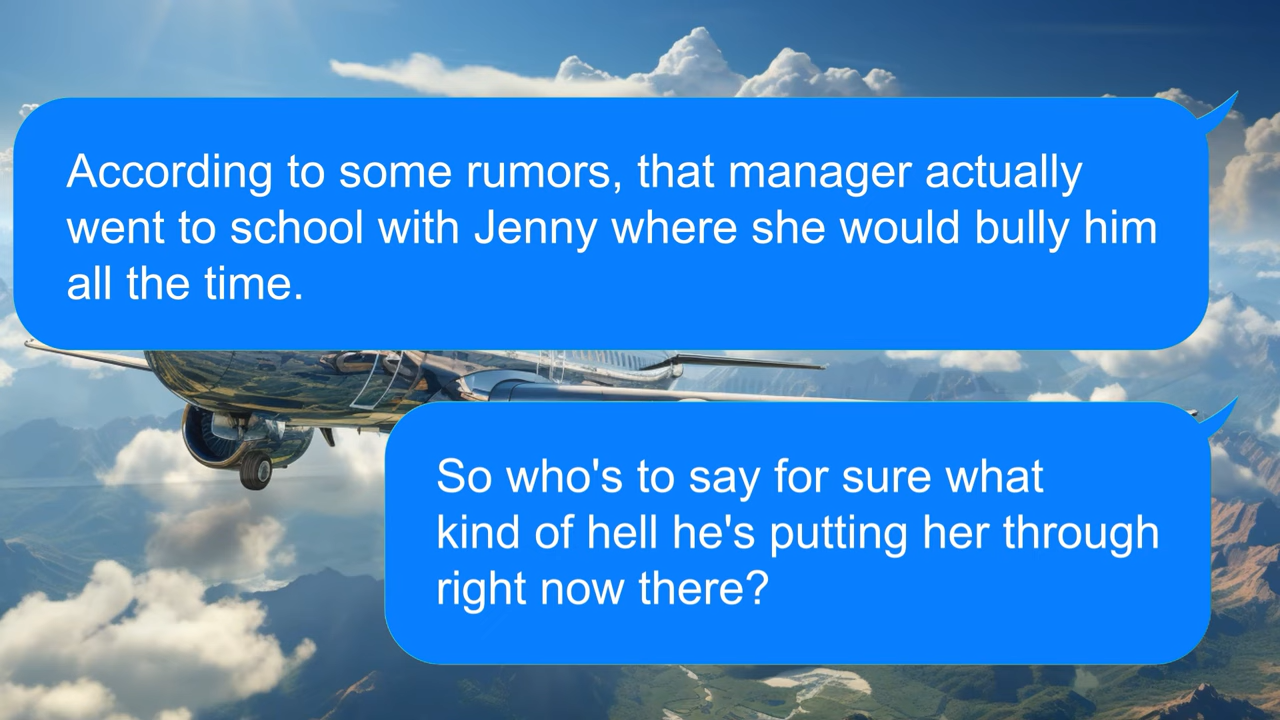 According to some rumors, that manager actually
went to school with Jenny where she would bully him
all the time.
So who's to say for sure what
kind of hell he's putting her through
right now there?